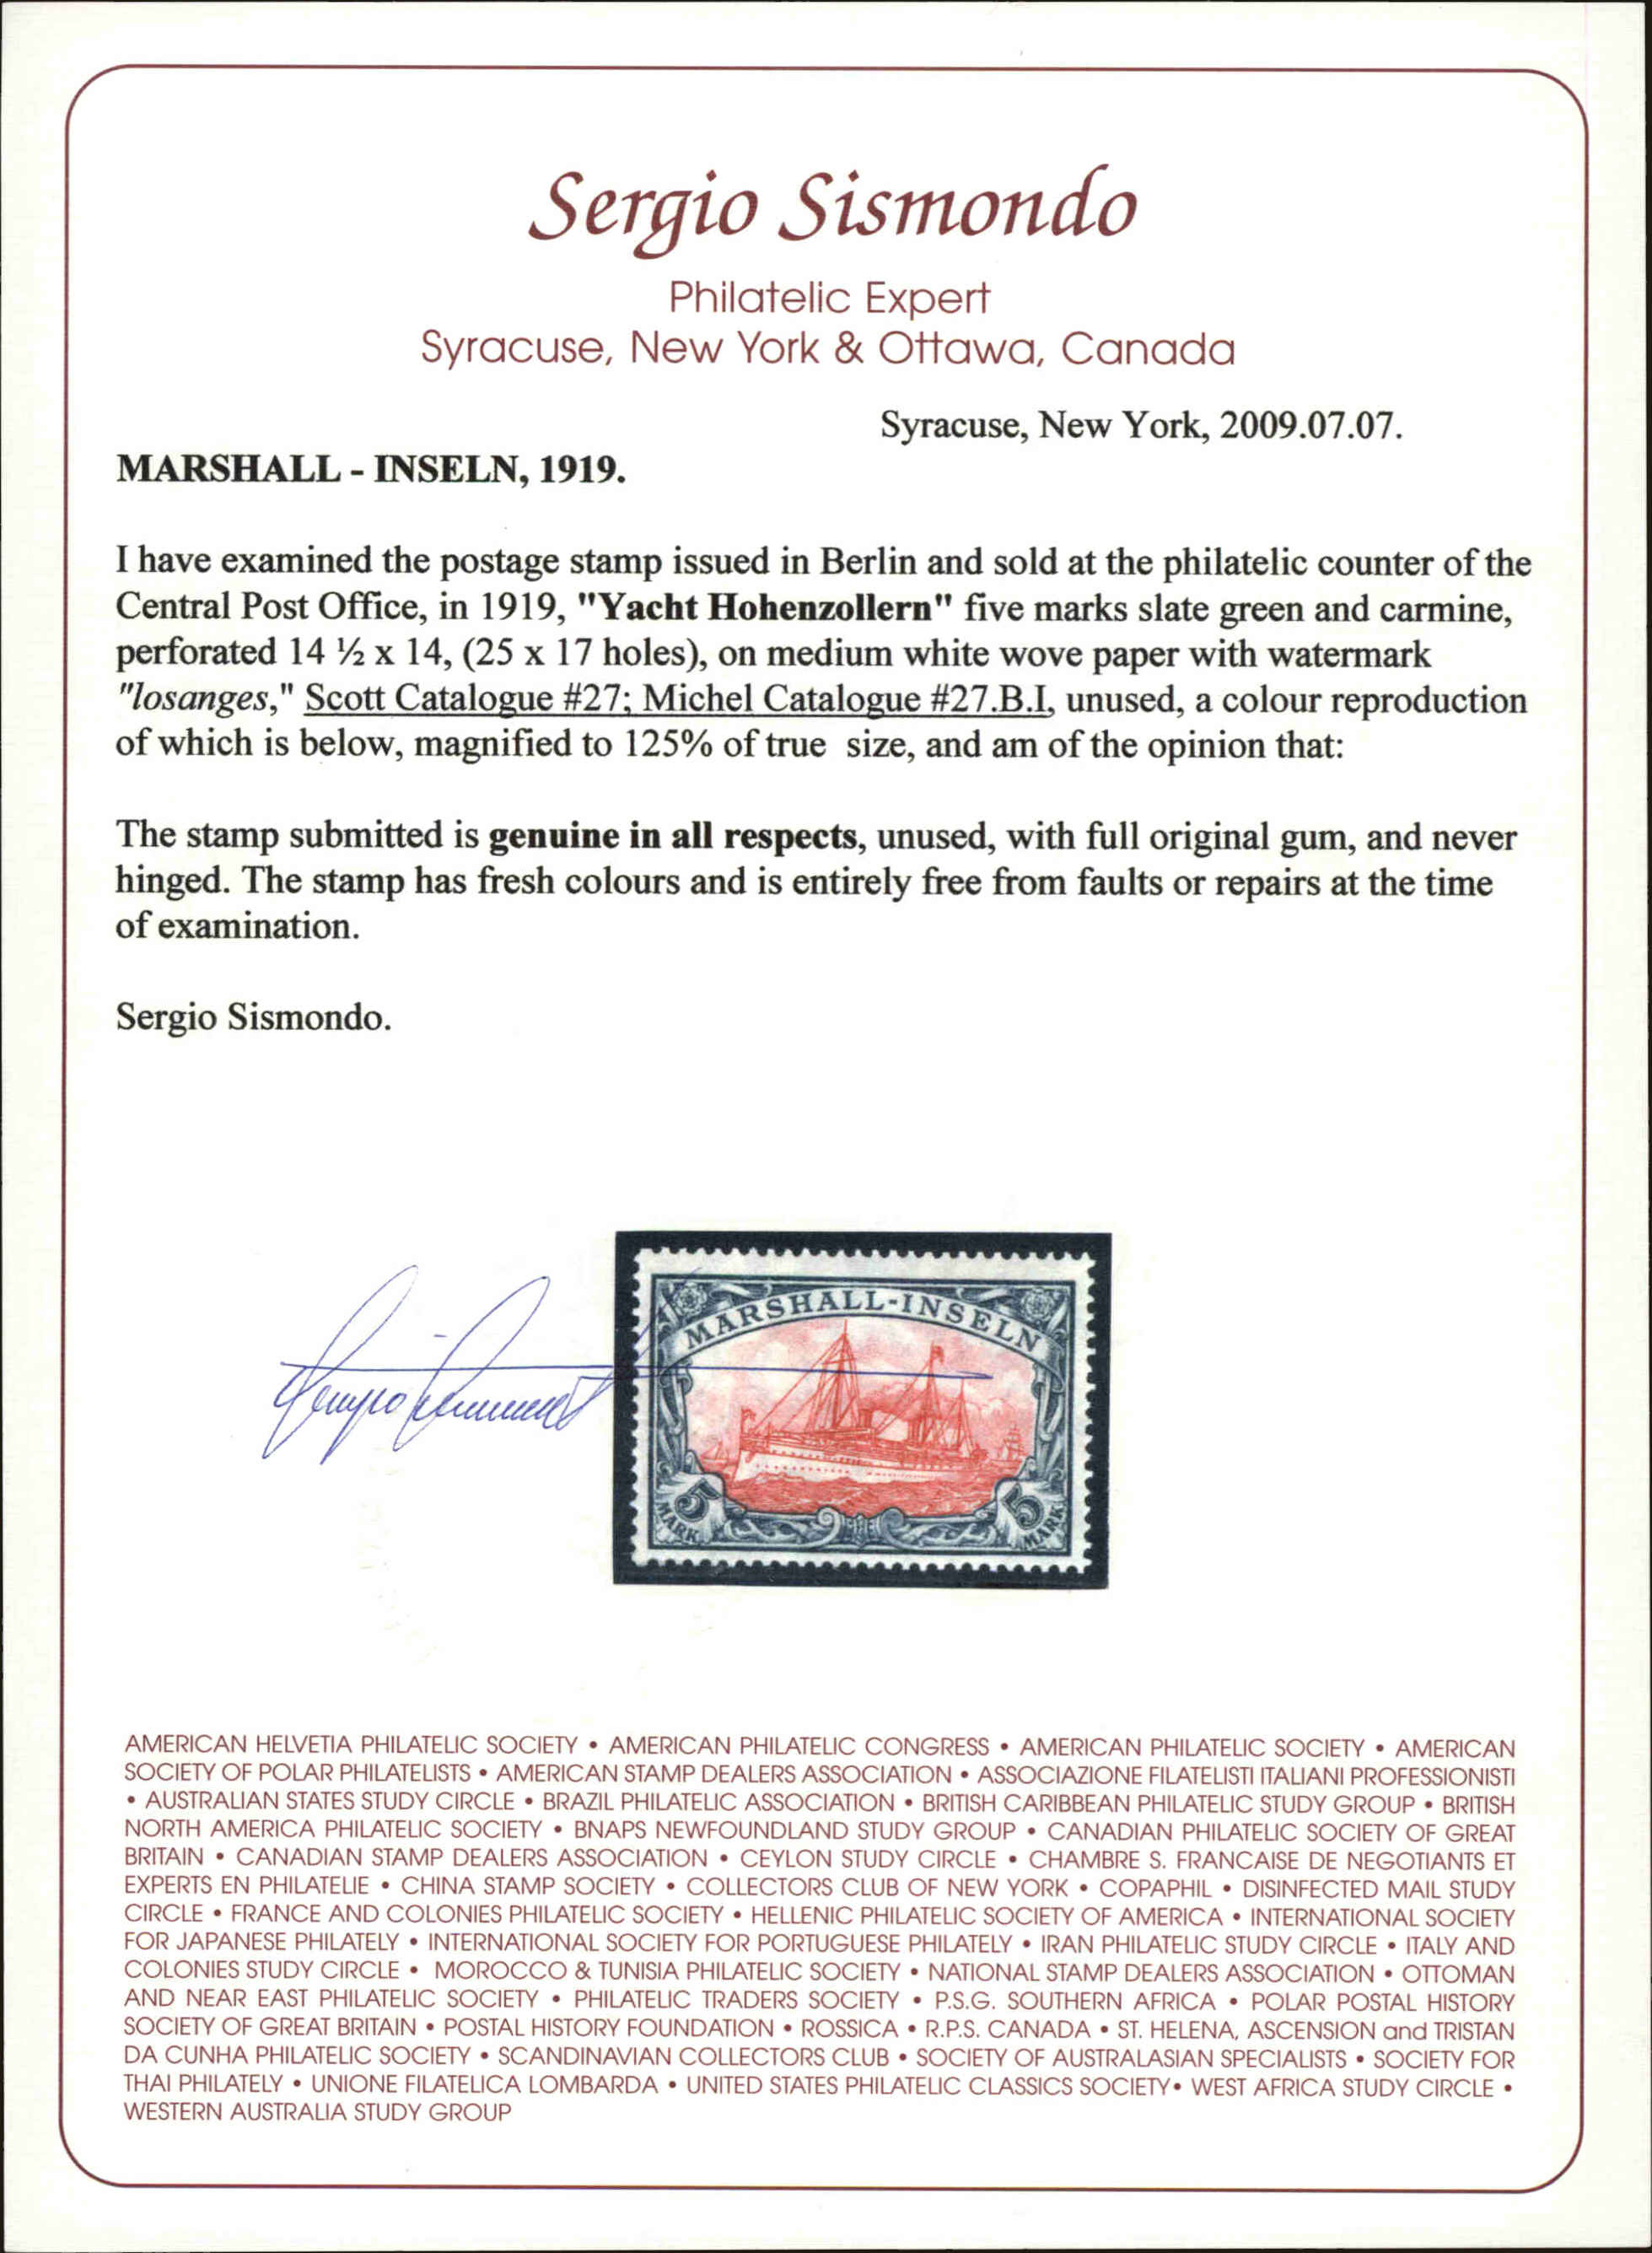 Sergio Sismondo
Philatelic Expert
Syracuse, New York & Ottawa, Canada
Syracuse, New York, 2009.07.07.
MARSHALL - INSELN, 1919.
I have examined the postage stamp issued in Berlin and sold at the philatelic counter of the
Central Post Office, in 1919, "Yacht Hohenzollern" five marks slate green and carmine,
perforated 14 ½ x 14, (25 x 17 holes), on medium white wove paper with watermark
"losanges," Scott Catalogue #27; Michel Catalogue #27.B.I, unused, a colour reproduction
of which is below, magnified to 125% of true size, and am of the opinion that:
The stamp submitted is genuine in all respects, unused, with full original gum, and never
hinged. The stamp has fresh colours and is entirely free from faults or repairs at the time
of examination.
Sergio Sismondo.
MARSHALL-INSELN
5 5
MARK MARK
AMERICAN HELVETIA PHILATELIC SOCIETY • AMERICAN PHILATELIC CONGRESS • AMERICAN PHILATELIC SOCIETY • AMERICAN
SOCIETY OF POLAR PHILATELISTS • AMERICAN STAMP DEALERS ASSOCIATION • ASSOCIAZIONE FILATELISTI ITALIANI PROFESSIONISTI
• AUSTRALIAN STATES STUDY CIRCLE • BRAZIL PHILATELIC ASSOCIATION • BRITISH CARIBBEAN PHILATELIC STUDY GROUP • BRITISH
NORTH AMERICA PHILATELIC SOCIETY • BNAPS NEWFOUNDLAND STUDY GROUP • CANADIAN PHILATELIC SOCIETY OF GREAT
BRITAIN • CANADIAN STAMP DEALERS ASSOCIATION • CEYLON STUDY CIRCLE • CHAMBRE S. FRANCAISE DE NEGOTIANTS ET
EXPERTS EN PHILATELIE • CHINA STAMP SOCIETY • COLLECTORS CLUB OF NEW YORK • COPAPHIL • DISINFECTED MAIL STUDY
CIRCLE • FRANCE AND COLONIES PHILATELIC SOCIETY • HELLENIC PHILATELIC SOCIETY OF AMERICA • INTERNATIONAL SOCIETY
FOR JAPANESE PHILATELY • INTERNATIONAL SOCIETY FOR PORTUGUESE PHILATELY • IRAN PHILATELIC STUDY CIRCLE • ITALY AND
COLONIES STUDY CIRCLE • MOROCCO & TUNISIA PHILATELIC SOCIETY • NATIONAL STAMP DEALERS ASSOCIATION • OTTOMAN
AND NEAR EAST PHILATELIC SOCIETY • PHILATELIC TRADERS SOCIETY • P.S.G. SOUTHERN AFRICA • POLAR POSTAL HISTORY
SOCIETY OF GREAT BRITAIN • POSTAL HISTORY FOUNDATION • ROSSICA • R.P.S. CANADA • ST. HELENA, ASCENSION and TRISTAN
DA CUNHA PHILATELIC SOCIETY • SCANDINAVIAN COLLECTORS CLUB • SOCIETY OF AUSTRALASIAN SPECIALISTS • SOCIETY FOR
THAI PHILATELY • UNIONE FILATELICA LOMBARDA • UNITED STATES PHILATELIC CLASSICS SOCIETY• WEST AFRICA STUDY CIRCLE •
WESTERN AUSTRALIA STUDY GROUP